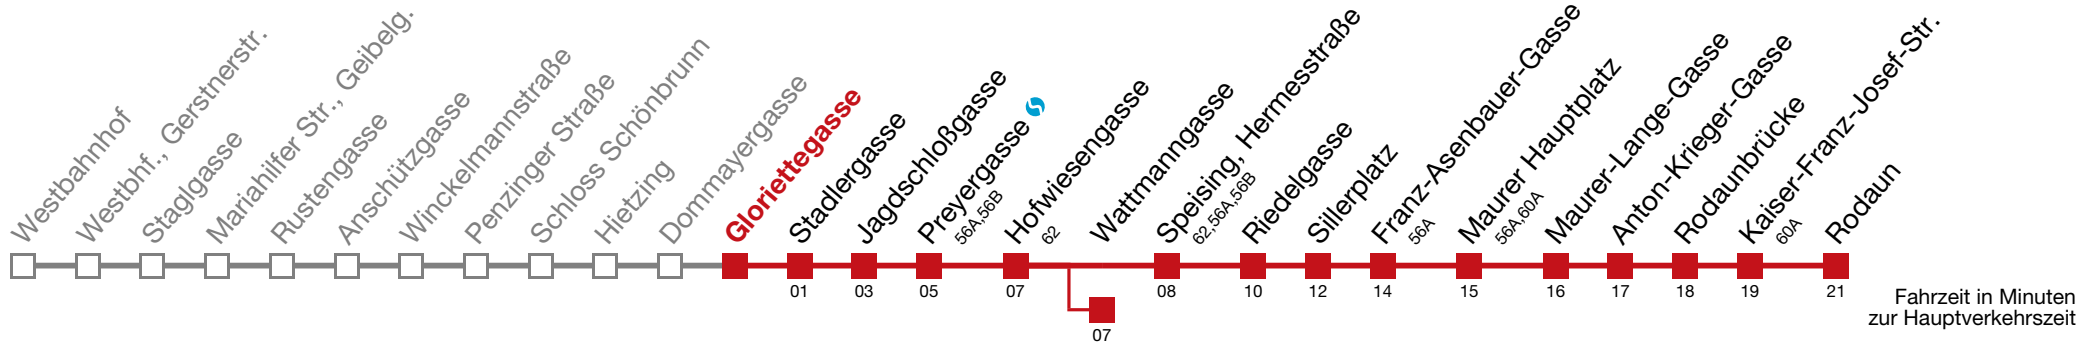 Westbahnhof
Westbhf., Gerstnerstr.
Staglgasse
Mariahilfer Str., Geibelg.
Rustengasse
Anschützgasse
Winckelmannstraße
Penzinger Straße
Schloss Schönbrunn
Hietzing
Dommayergasse
Gloriettegasse
Stadlergasse
Jagdschloßgasse
Preyergasse
56A,56B
Hofwiesengasse
62
Wattmanngasse
Speising, Hermesstraße
62,56A,56B
Riedelgasse
Sillerplatz
Franz-Asenbauer-Gasse
56A
Maurer Hauptplatz
56A,60A
Maurer-Lange-Gasse
Anton-Krieger-Gasse
Rodaunbrücke
Kaiser-Franz-Josef-Str.
60A
Rodaun
01 03 05 07 08 10 12 14 15 16 17 18 19 21
07
Fahrzeit in Minuten
zur Hauptverkehrszeit